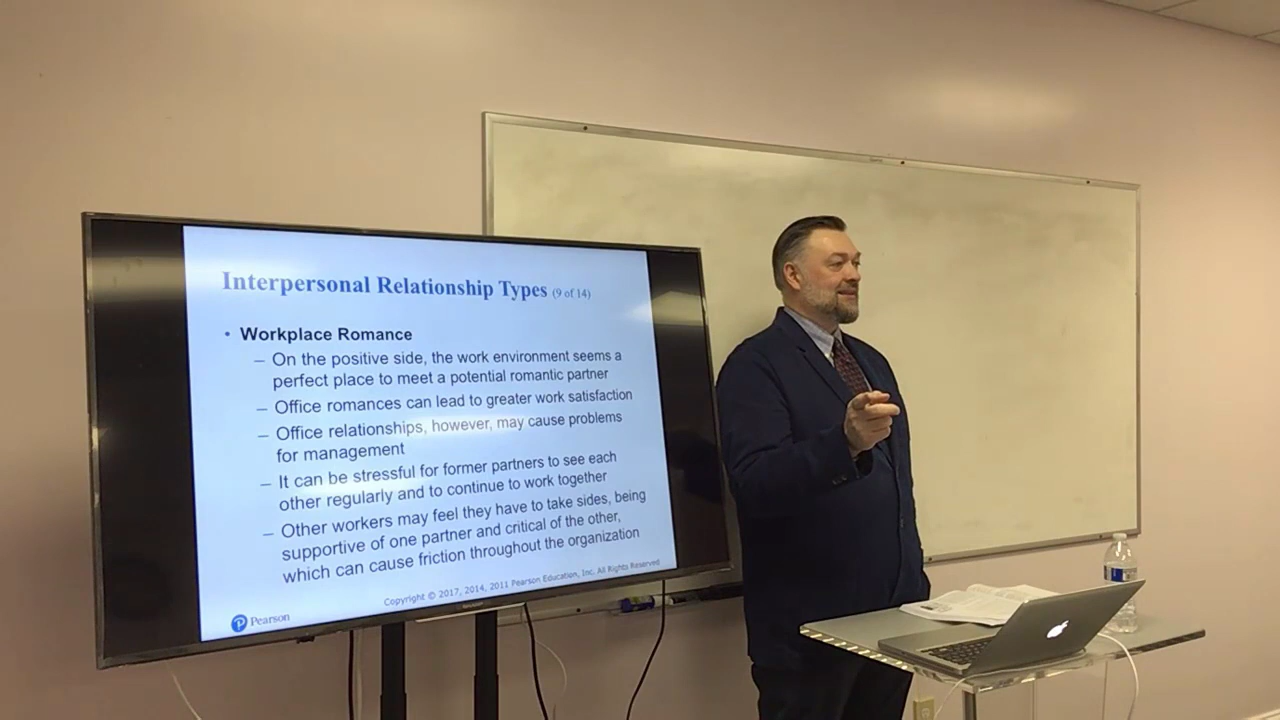 Interpersonal Relationship Types (9 of 14)
• Workplace Romance
– On the positive side, the work environment seems a
perfect place to meet a potential romantic partner
– Office romances can lead to greater work satisfaction
– Office relationships, however, may cause problems
for management
– It can be stressful for former partners to see each
other regularly and to continue to work together
– Other workers may feel they have to take sides, being
supportive of one partner and critical of the other,
which can cause friction throughout the organization
Copyright © 2017, 2014, 2011 Pearson Education, Inc. All Rights Reserved
Pearson